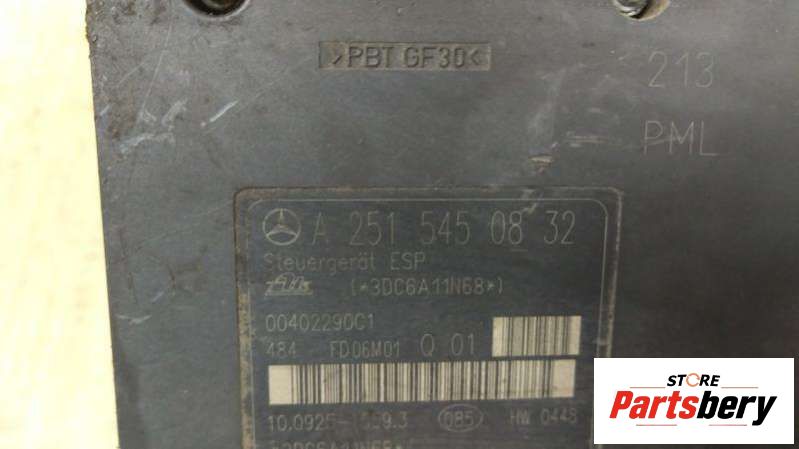 >PBT GF30<
213
PML
A 251 545 08 32
Steuergerät ESP
(*3DC6A11N68*)
00402290C1
484 FD06M01 Q 01
085 HW 0448
STORE
Partsbery